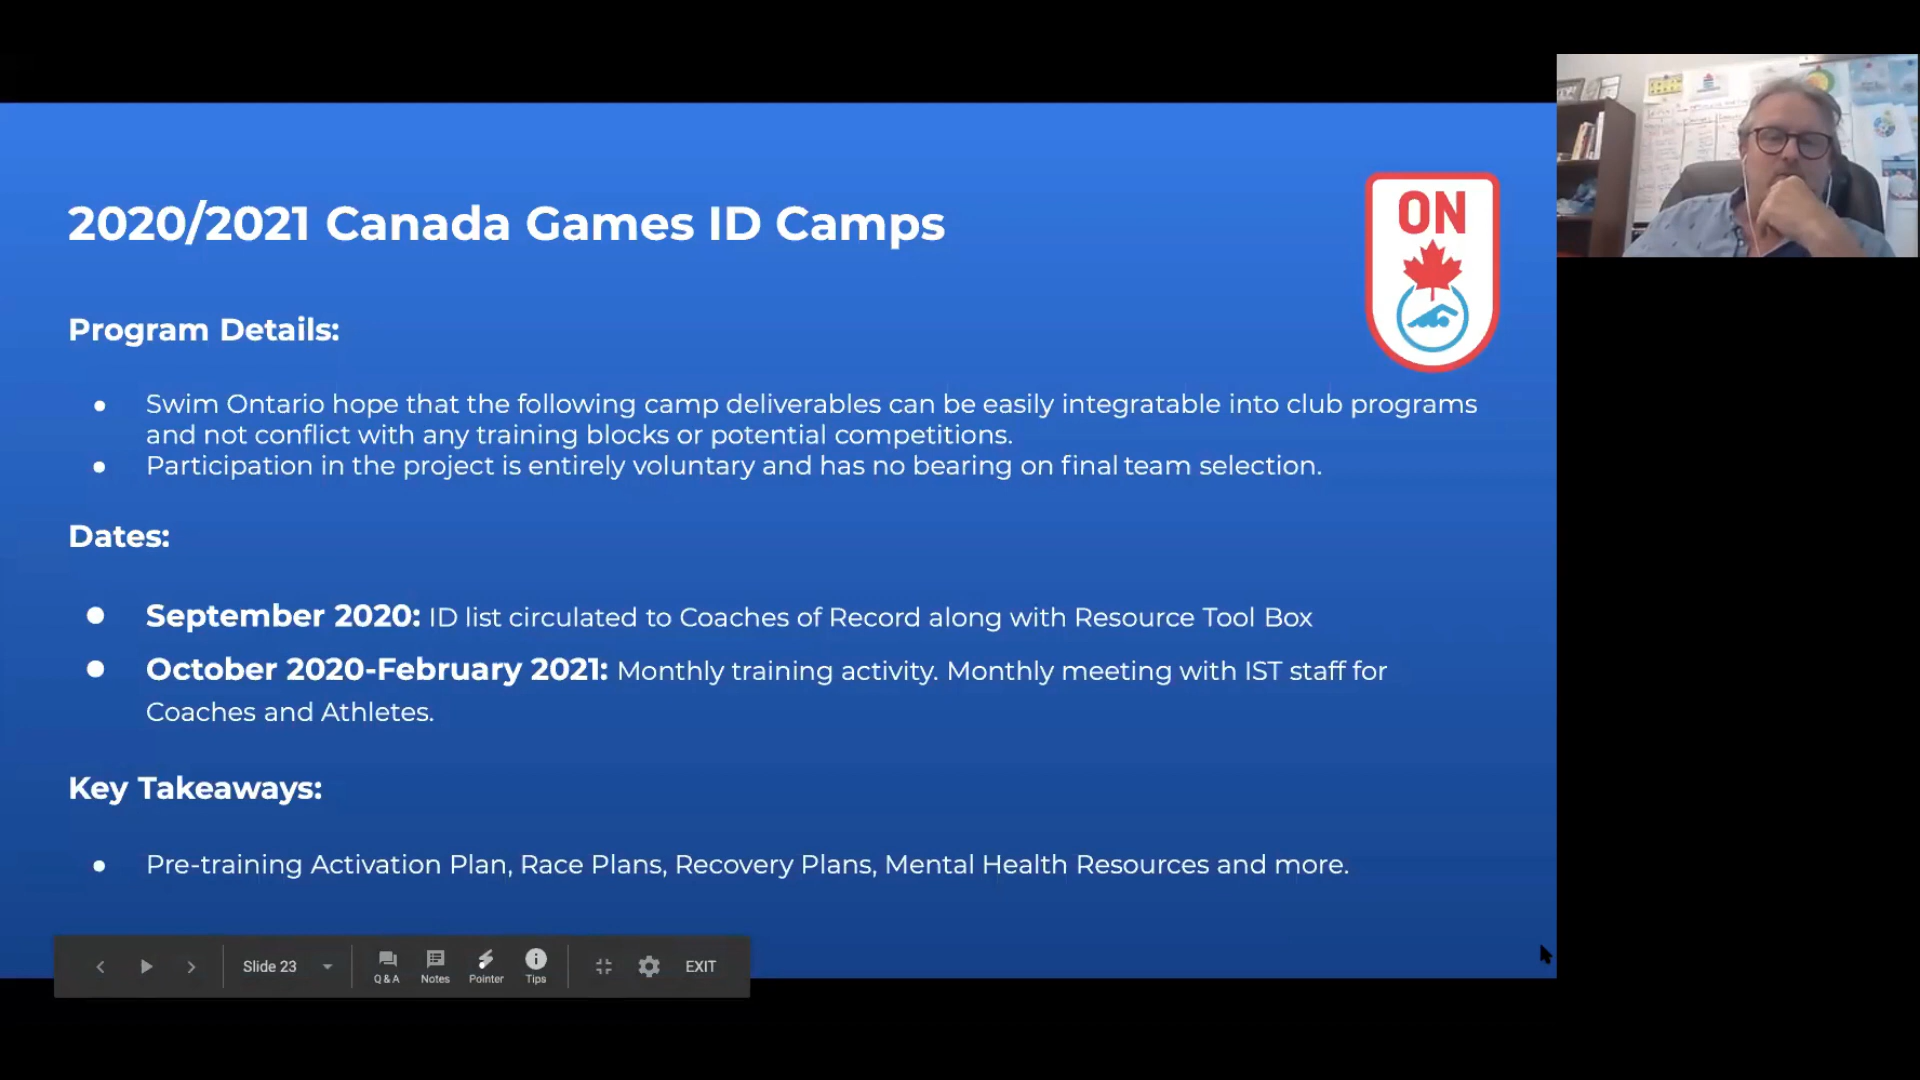 2020/2021 Canada Games ID Camps
ON
Program Details:
Swim Ontario hope that the following camp deliverables can be easily integratable into club programs
and not conflict with any training blocks or potential competitions.
Participation in the project is entirely voluntary and has no bearing on final team selection.
Dates:
September 2020: ID list circulated to Coaches of Record along with Resource Tool Box
October 2020-February 2021: Monthly training activity. Monthly meeting with IST staff for
Coaches and Athletes.
Key Takeaways:
Pre-training Activation Plan, Race Plans, Recovery Plans, Mental Health Resources and more.
Slide 23 Q & A Notes Pointer Tips EXIT